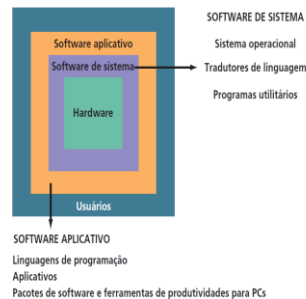 SOFTWARE DE SISTEMA
Sistema operacional
Tradutores de linguagem
Programas utilitários
Software aplicativo
Software de sistema
Hardware
Usuários
SOFTWARE APLICATIVO
Linguagens de programação
Aplicativos
Pacotes de software e ferramentas de produtividades para PCs